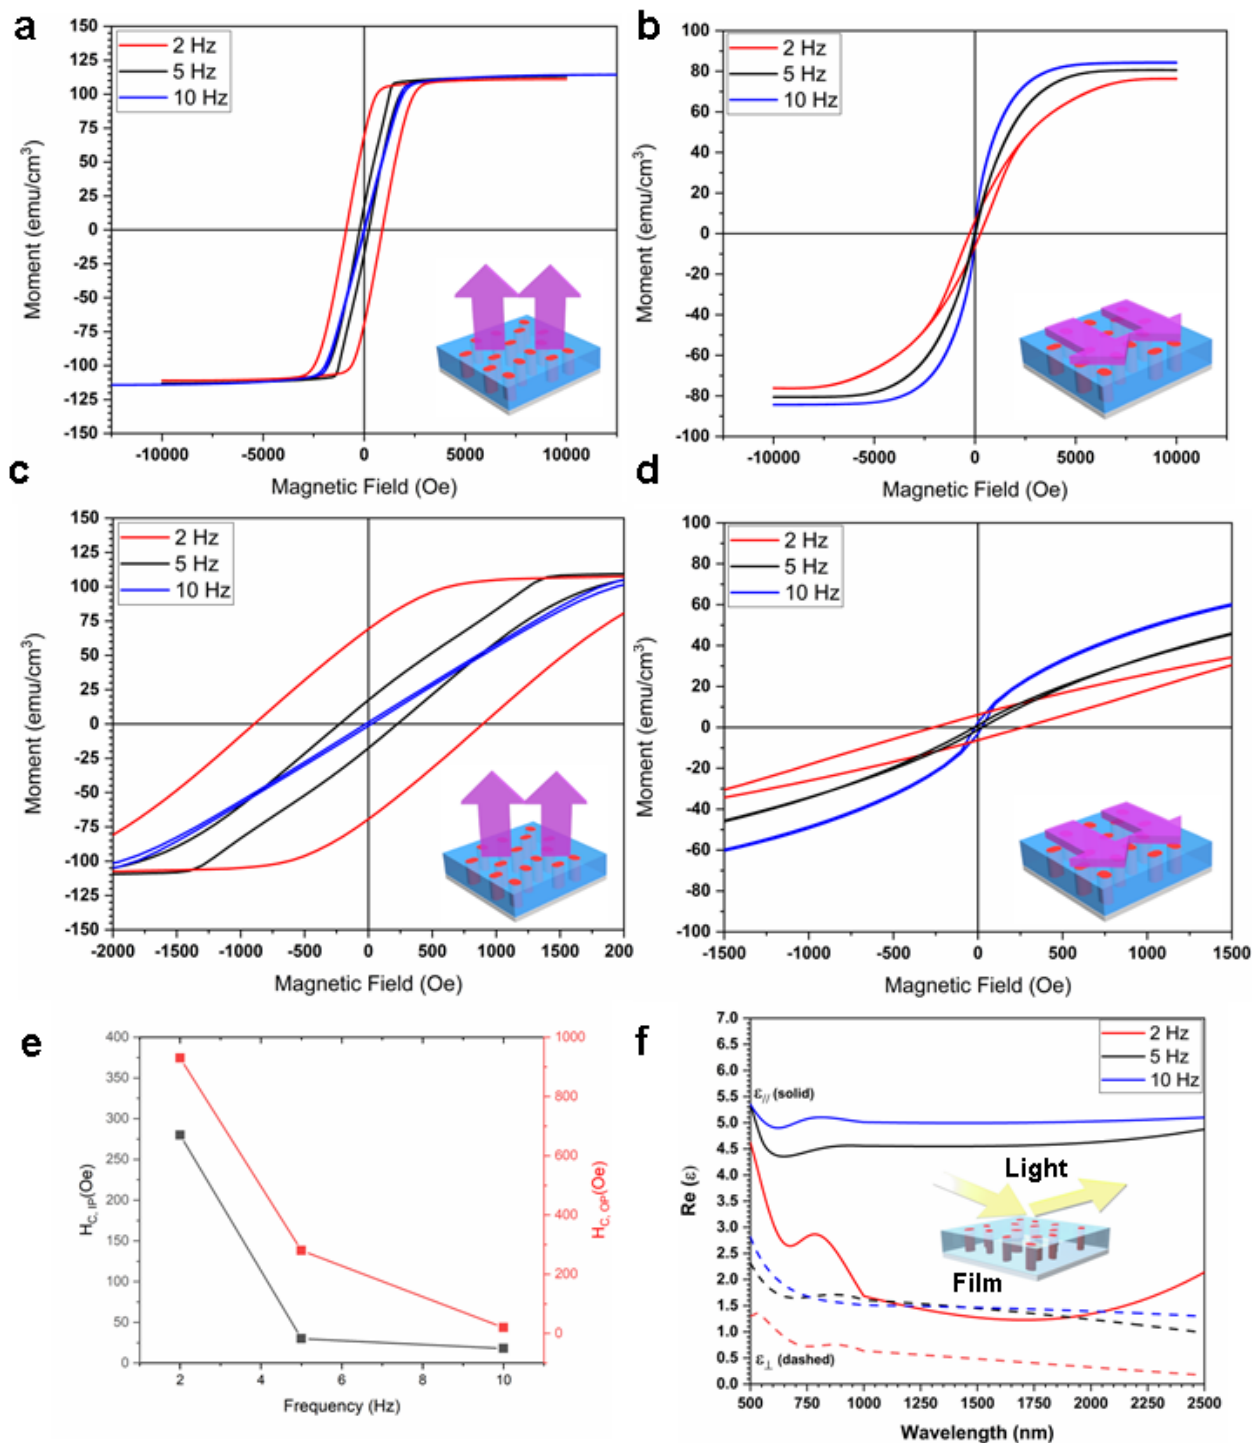 a
2 Hz
5 Hz
10 Hz
150
125
100
75
50
25
0
-25
-50
-75
-100
-125
-150
-10000 -5000 0 5000 10000
Moment (emu/cm³)
Magnetic Field (Oe)
b
2 Hz
5 Hz
10 Hz
100
80
60
40
20
0
-20
-40
-60
-80
-100
-10000 -5000 0 5000 10000
Moment (emu/cm³)
Magnetic Field (Oe)
c
2 Hz
5 Hz
10 Hz
150
125
100
75
50
25
0
-25
-50
-75
-100
-125
-150
-2000 -1500 -1000 -500 0 500 1000 1500 200
Moment (emu/cm³)
Magnetic Field (Oe)
d
2 Hz
5 Hz
10 Hz
100
80
60
40
20
0
-20
-40
-60
-80
-100
-1500 -1000 -500 0 500 1000 1500
Moment (emu/cm³)
Magnetic Field (Oe)
e
400
350
300
250
200
150
100
50
0
2 4 6 8 10
1000
800
600
400
200
0
H_C, IP(Oe)
H_C, OP(Oe)
Frequency (Hz)
f
2 Hz
5 Hz
10 Hz
7.0
6.5
6.0
5.5
5.0
4.5
4.0
3.5
3.0
2.5
2.0
1.5
1.0
0.5
0.0
500 750 1000 1250 1500 1750 2000 2250 2500
ε// (solid)
Light
Film
ε⊥ (dashed)
Re (ε)
Wavelength (nm)